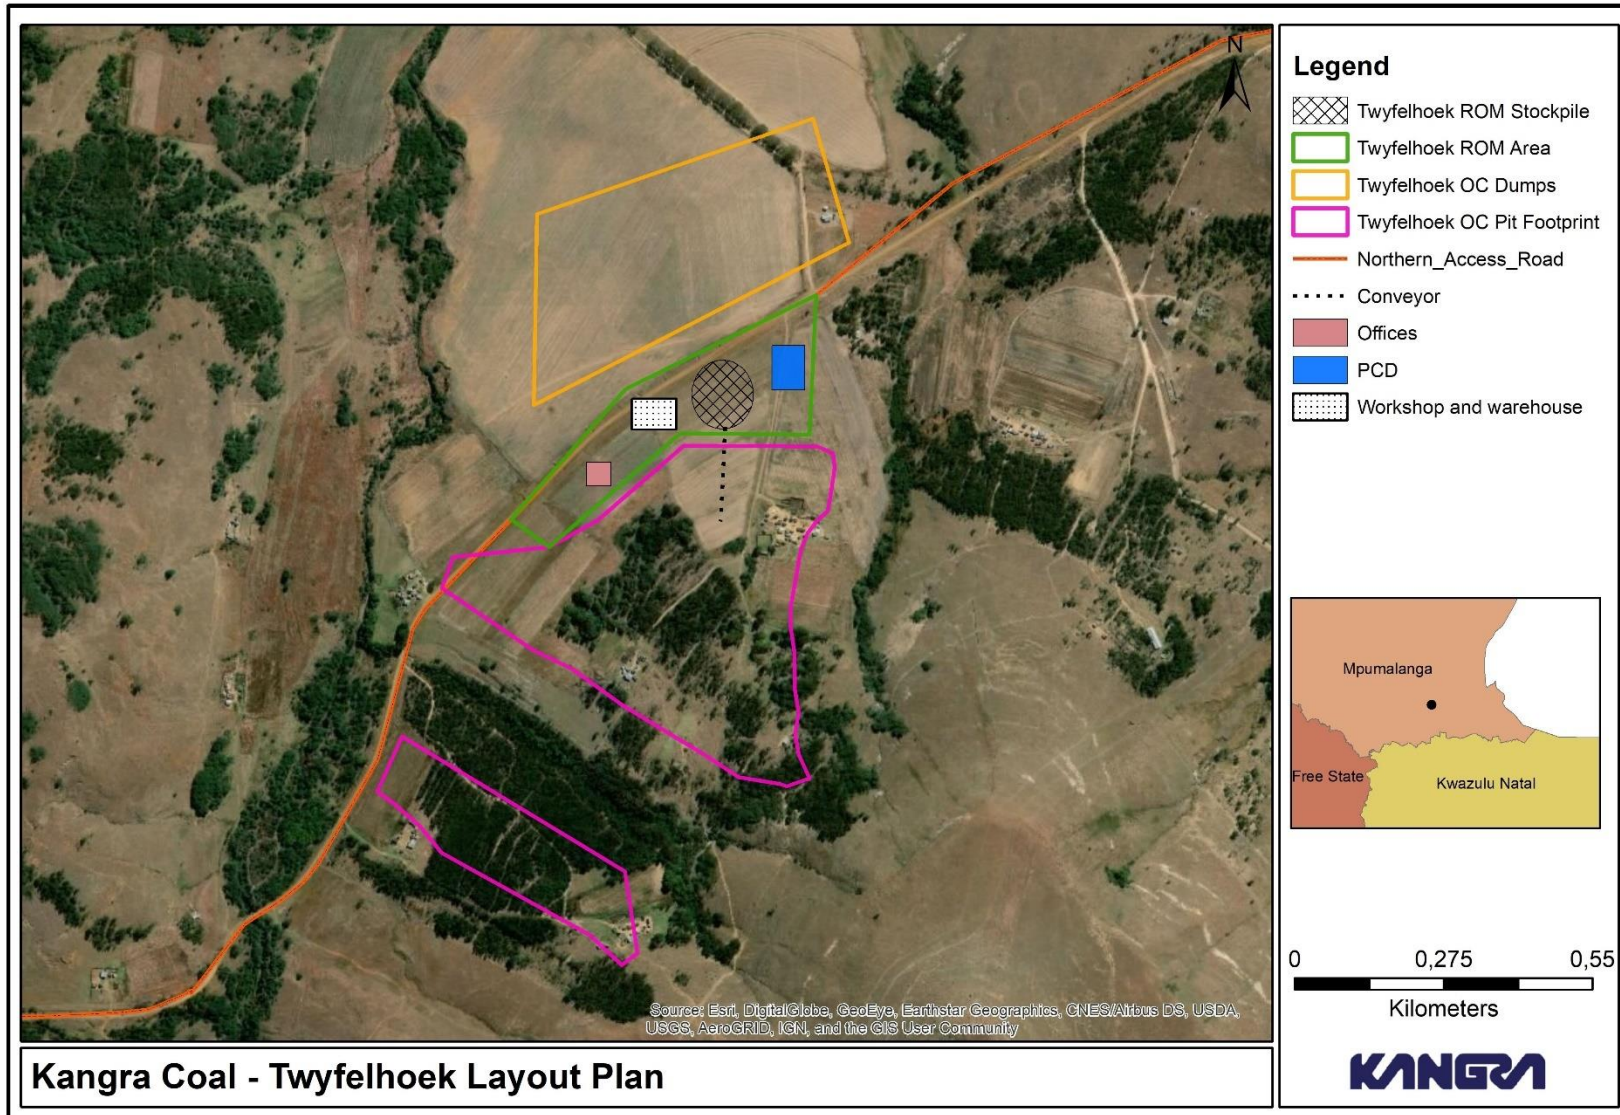 N
Source: Esri, DigitalGlobe, GeoEye, Earthstar Geographics, CNES/Airbus DS, USDA,
USGS, AeroGRID, IGN, and the GIS User Community
Kangra Coal - Twyfelhoek Layout Plan
Legend
Twyfelhoek ROM Stockpile
Twyfelhoek ROM Area
Twyfelhoek OC Dumps
Twyfelhoek OC Pit Footprint
Northern_Access_Road
Conveyor
Offices
PCD
Workshop and warehouse
Mpumalanga
Free State
Kwazulu Natal
0 0,275 0,55
Kilometers
KANGRA